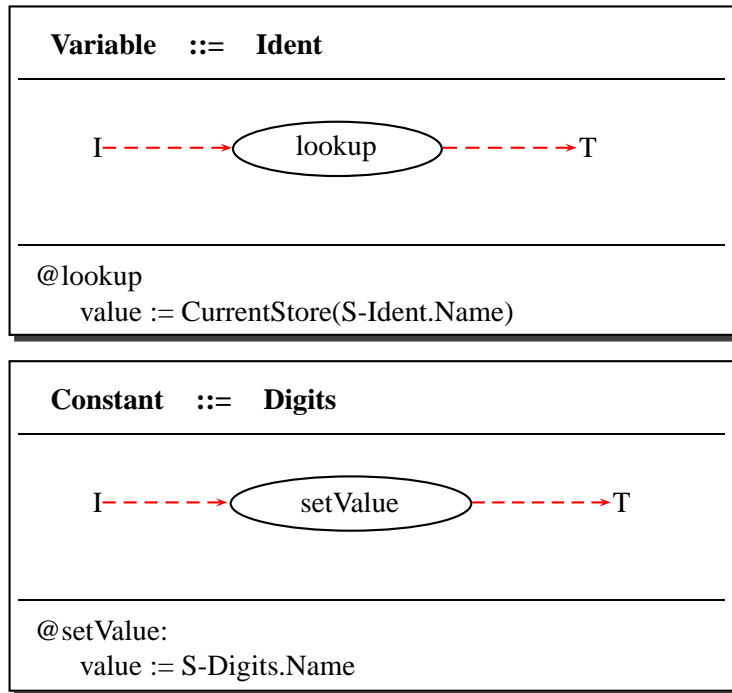 Variable ::= Ident
I lookup T
@lookup
value := CurrentStore(S-Ident.Name)
Constant ::= Digits
I setValue T
@setValue:
value := S-Digits.Name